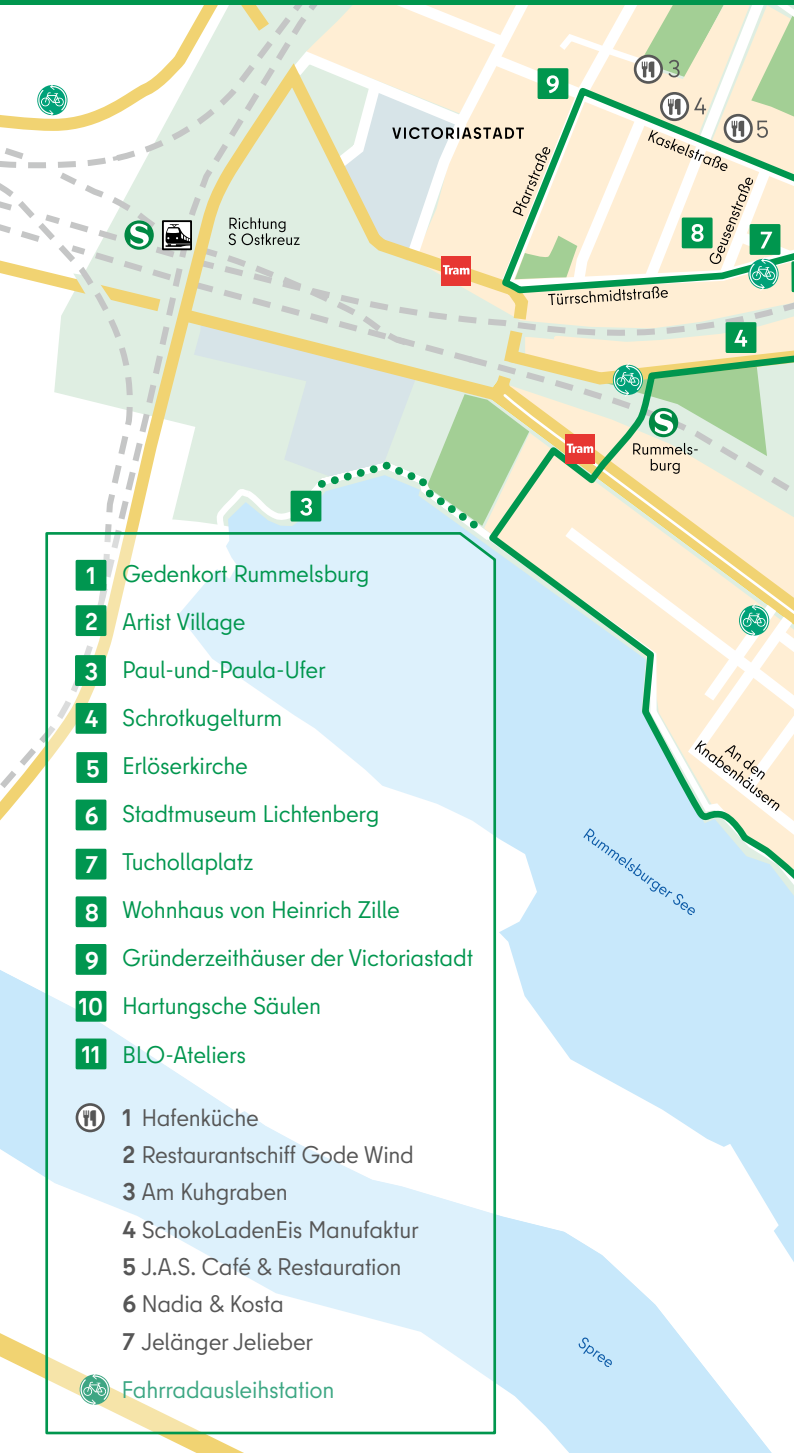 9
3
4
VICTORIASTADT
5
Kaskelstraße
Pfarrstraße
Geusenstraße
8
7
Richtung
S Ostkreuz
S
Tram
Türrschmidtstraße
4
S
Rummels-
burg
Tram
3
1 Gedenkort Rummelsburg
2 Artist Village
3 Paul-und-Paula-Ufer
4 Schrotkugelturm
5 Erlöserkirche
6 Stadtmuseum Lichtenberg
7 Tuchollaplatz
8 Wohnhaus von Heinrich Zille
9 Gründerzeithäuser der Victoriastadt
10 Hartungsche Säulen
11 BLO-Ateliers
1 Hafenküche
2 Restaurantschiff Gode Wind
3 Am Kuhgraben
4 SchokoLadenEis Manufaktur
5 J.A.S. Café & Restauration
6 Nadia & Kosta
7 Jelänger Jelieber
Fahrradausleihstation
An den
Knabenhäusern
Rummelsburger See
Spree